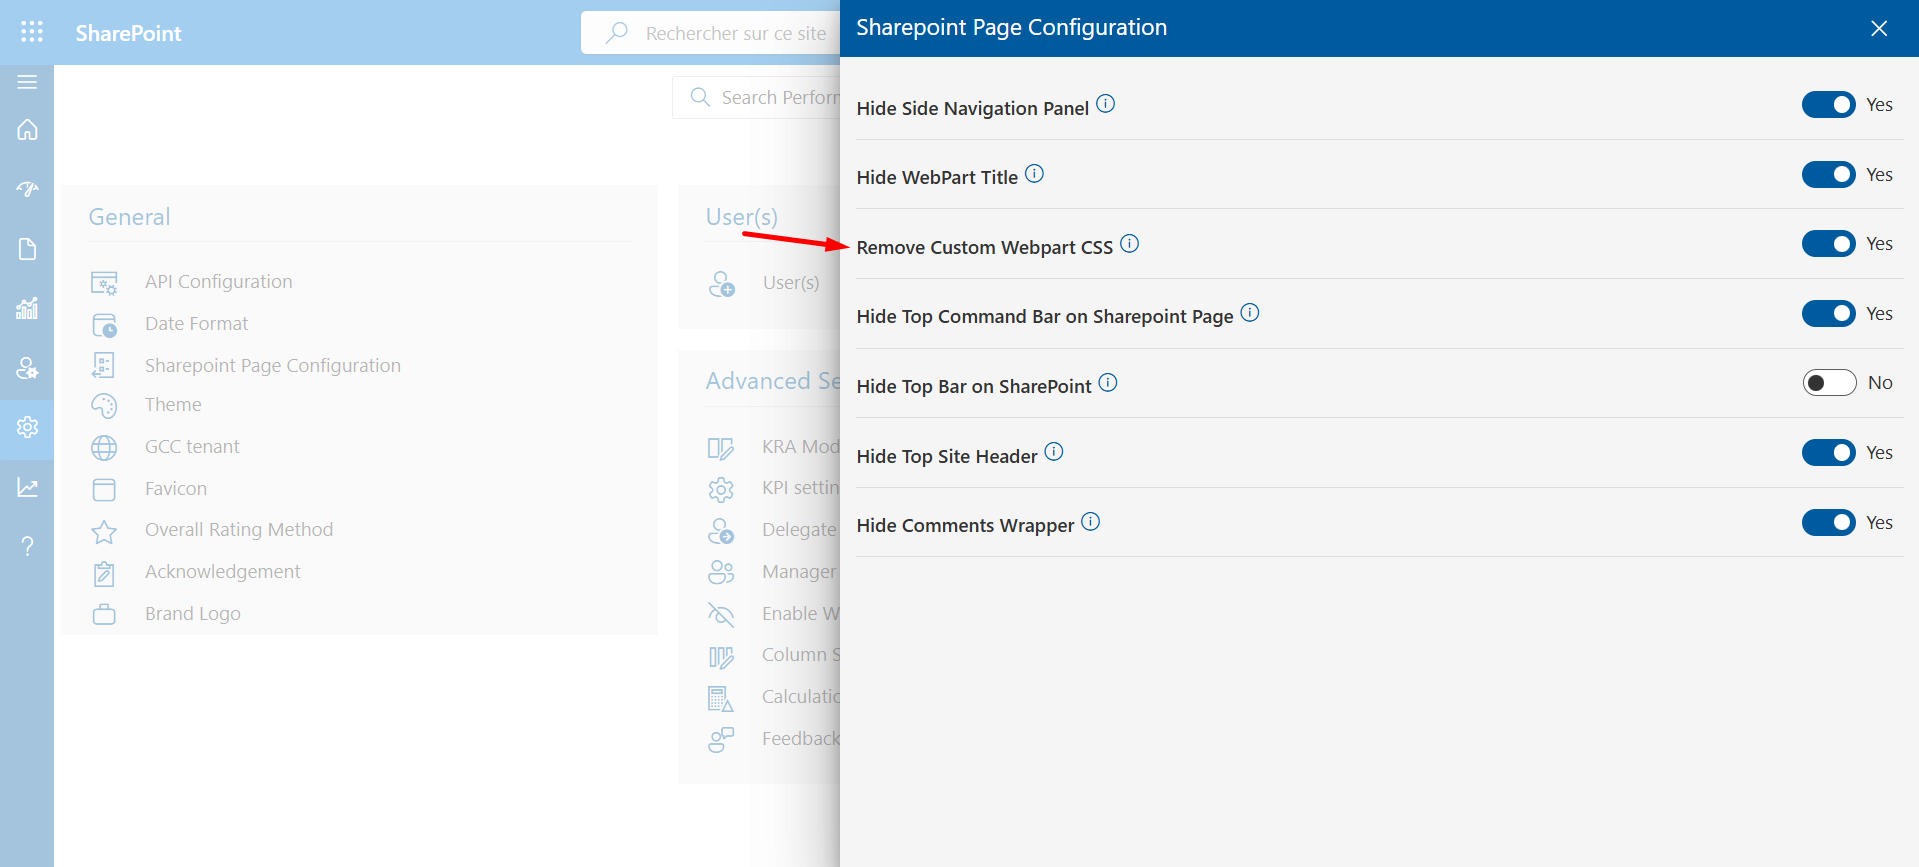 SharePoint
Rechercher sur ce site
Search Perforn
General
API Configuration
Date Format
Sharepoint Page Configuration
Theme
GCC tenant
Favicon
Overall Rating Method
Acknowledgement
Brand Logo
User(s)
User(s)
Advanced Se
KRA Mod
KPI settin
Delegate
Manager
Enable W
Column S
Calculatic
Feedback
Sharepoint Page Configuration
Hide Side Navigation Panel Yes
Hide WebPart Title Yes
Remove Custom Webpart CSS Yes
Hide Top Command Bar on Sharepoint Page Yes
Hide Top Bar on SharePoint No
Hide Top Site Header Yes
Hide Comments Wrapper Yes